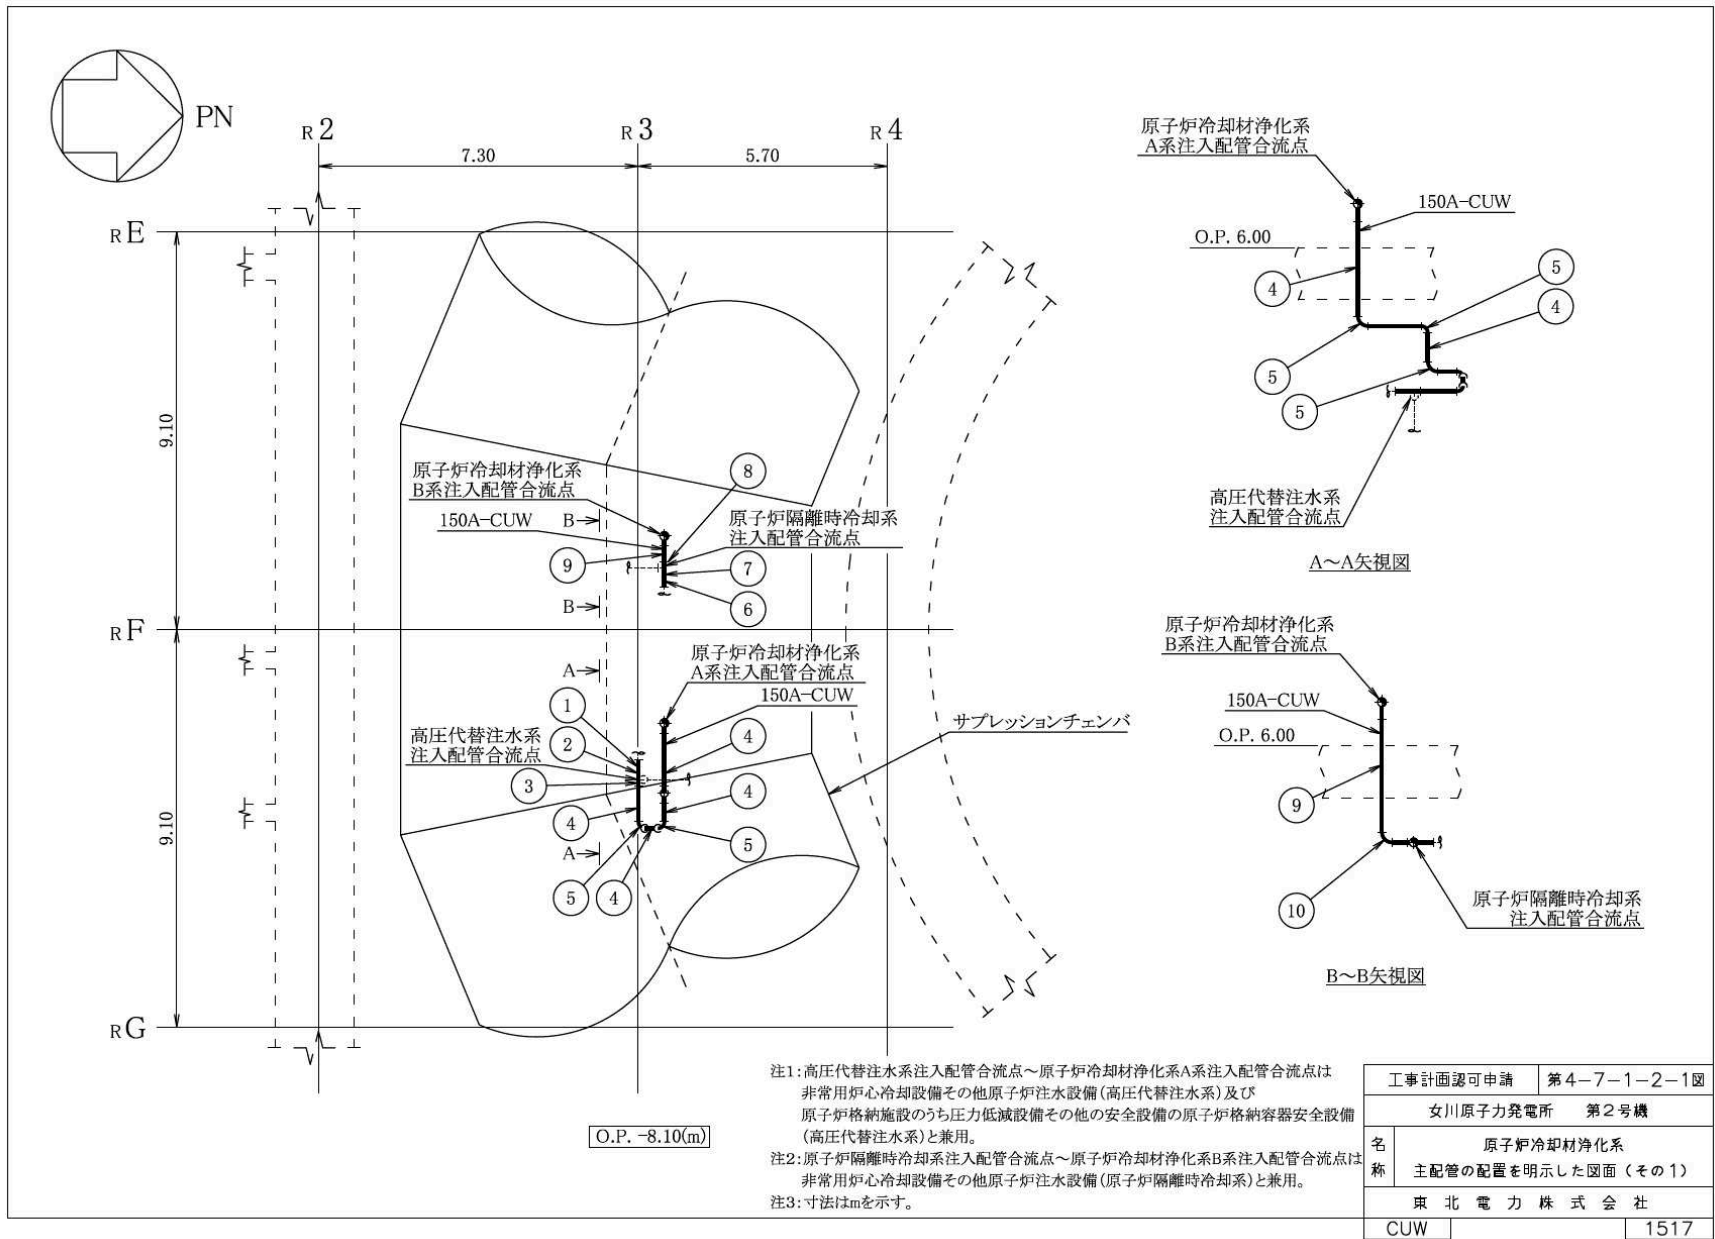 PN
R2
R3
R4
7.30
5.70
RE
9.10
RF
9.10
RG
原子炉冷却材浄化系
B系注入配管合流点
150A-CUW
B
B
9
8
原子炉隔離時冷却系
注入配管合流点
7
6
A
原子炉冷却材浄化系
A系注入配管合流点
150A-CUW
1
高圧代替注水系
注入配管合流点
2
3
4
4
4
5
A
5
4
サプレッションチェンバ
O.P. -8.10(m)
原子炉冷却材浄化系
A系注入配管合流点
150A-CUW
O.P. 6.00
4
5
4
5
5
高圧代替注水系
注入配管合流点
A~A矢視図
原子炉冷却材浄化系
B系注入配管合流点
150A-CUW
O.P. 6.00
9
10
原子炉隔離時冷却系
注入配管合流点
B~B矢視図
注1:高圧代替注水系注入配管合流点~原子炉冷却材浄化系A系注入配管合流点は
非常用炉心冷却設備その他原子炉注水設備(高圧代替注水系)及び
原子炉格納施設のうち圧力低減設備その他の安全設備の原子炉格納容器安全設備
(高圧代替注水系)と兼用。
注2:原子炉隔離時冷却系注入配管合流点~原子炉冷却材浄化系B系注入配管合流点は
非常用炉心冷却設備その他原子炉注水設備(原子炉隔離時冷却系)と兼用。
注3:寸法はmを示す。
工事計画認可申請 第4-7-1-2-1図
女川原子力発電所 第2号機
名称
原子炉冷却材浄化系
主配管の配置を明示した図面(その1)
東北電力株式会社
CUW 1517